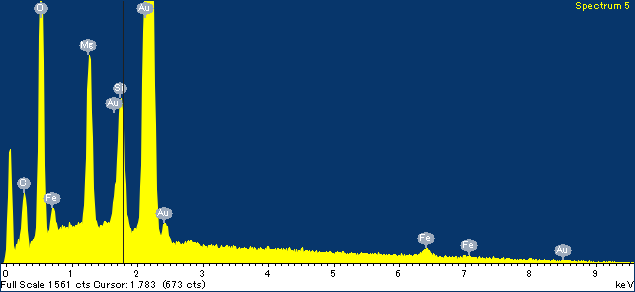 Spectrum 5
O
Au
Mg
Si
Au
C
Fe
Au
Fe
Fe
Au
0 1 2 3 4 5 6 7 8 9
Full Scale 1561 cts Cursor: 1.783 (673 cts) keV